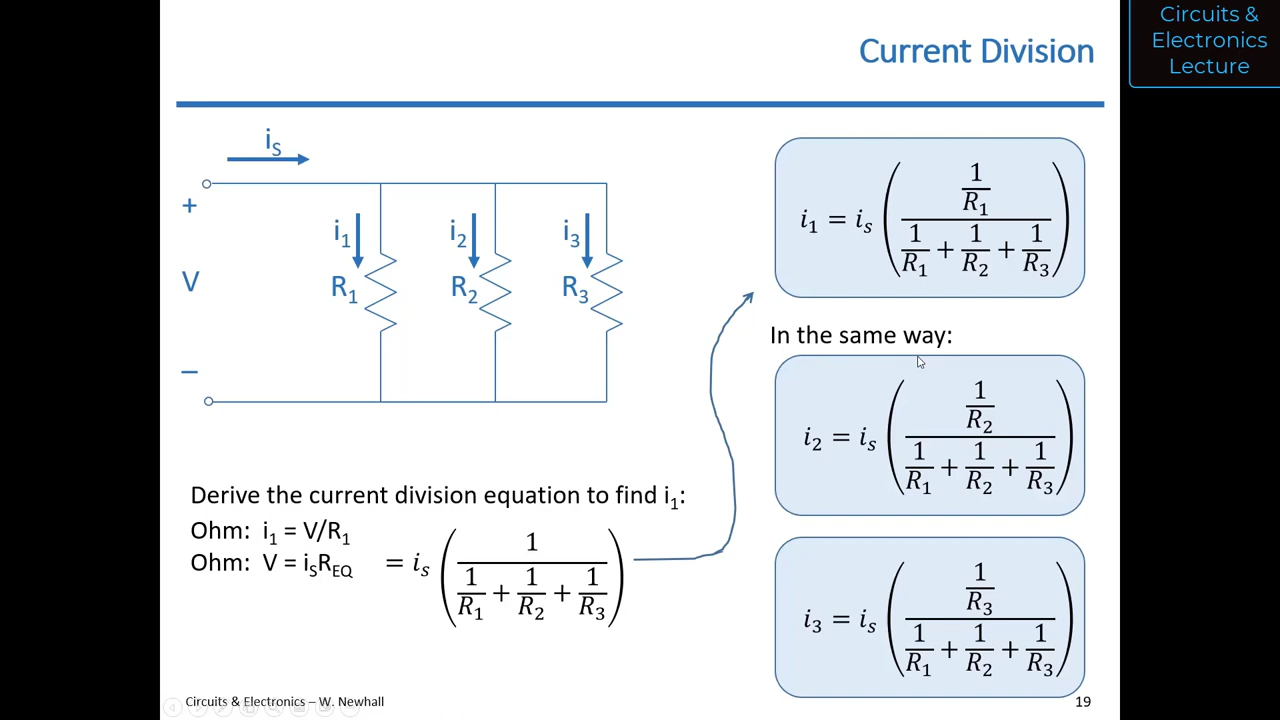 Circuits &
Electronics
Lecture
Current Division
iS
+
V
−
i1
R1
i2
R2
i3
R3
i1 = is ( (1/R1) / (1/R1 + 1/R2 + 1/R3) )
In the same way:
i2 = is ( (1/R2) / (1/R1 + 1/R2 + 1/R3) )
i3 = is ( (1/R3) / (1/R1 + 1/R2 + 1/R3) )
Derive the current division equation to find i1:
Ohm: i1 = V/R1
Ohm: V = iSREQ = is ( 1 / (1/R1 + 1/R2 + 1/R3) )
Circuits & Electronics – W. Newhall
19